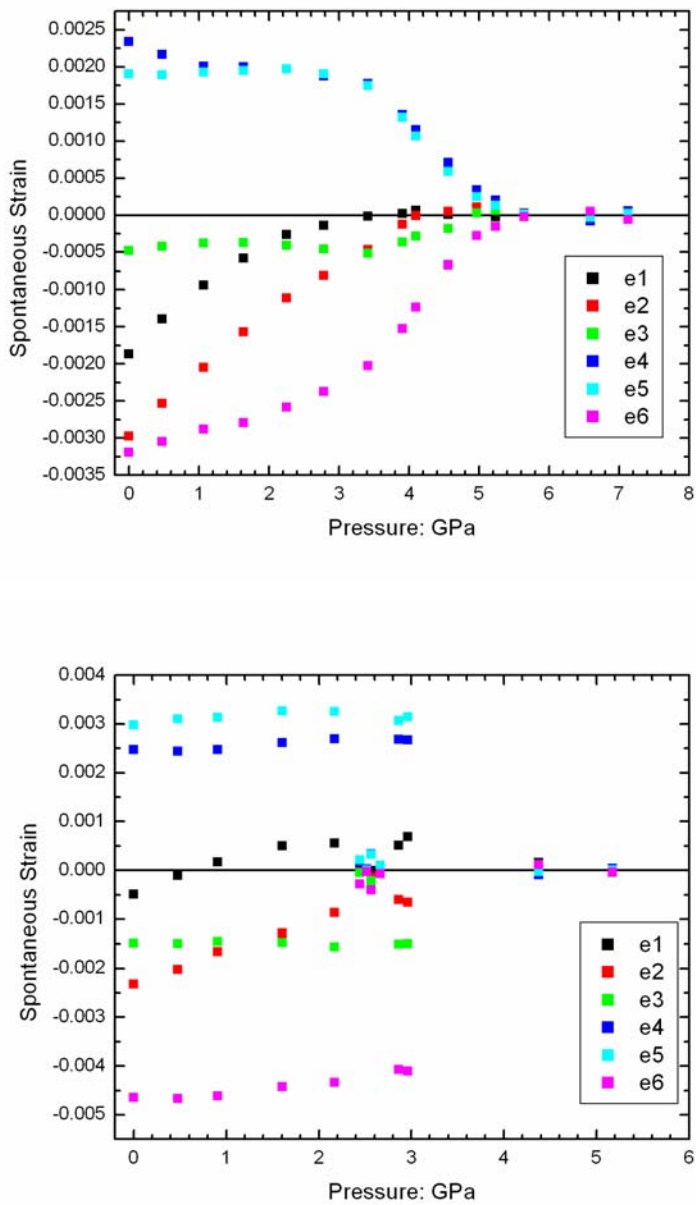 0.0025
0.0020
0.0015
0.0010
0.0005
0.0000
-0.0005
-0.0010
-0.0015
-0.0020
-0.0025
-0.0030
-0.0035
Spontaneous Strain
e1
e2
e3
e4
e5
e6
0 1 2 3 4 5 6 7 8
Pressure: GPa
0.004
0.003
0.002
0.001
0.000
-0.001
-0.002
-0.003
-0.004
-0.005
Spontaneous Strain
e1
e2
e3
e4
e5
e6
0 1 2 3 4 5 6
Pressure: GPa